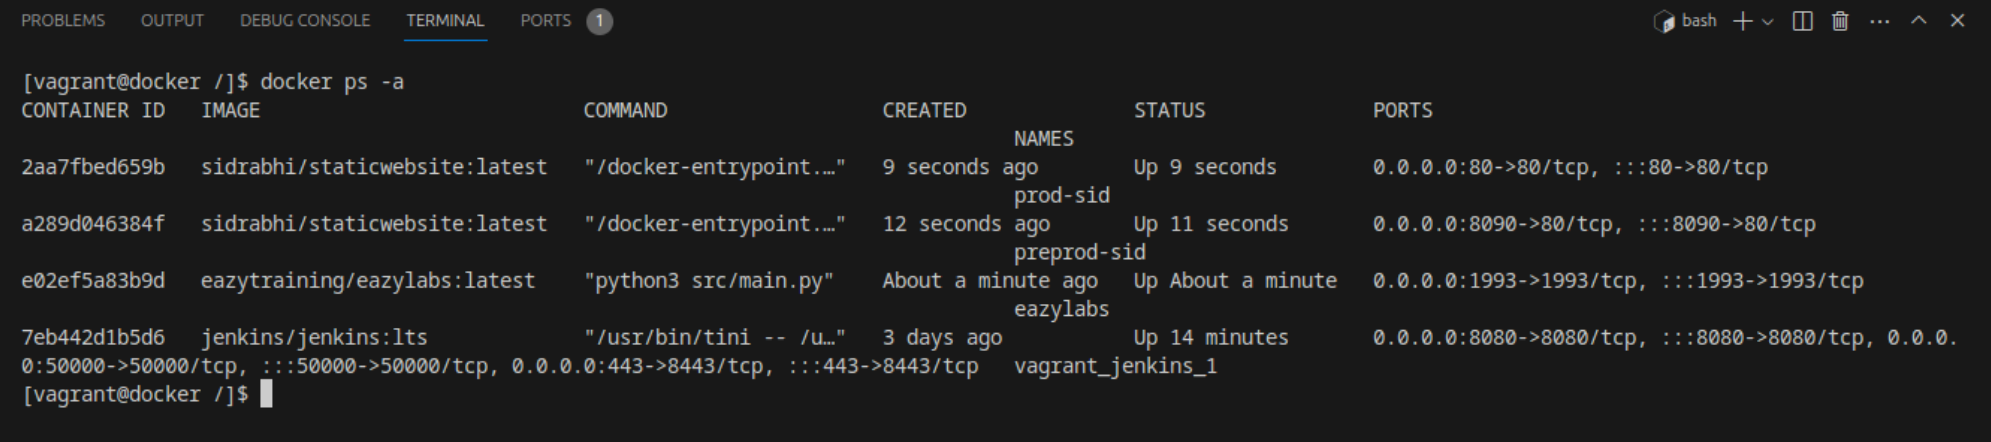 PROBLEMS OUTPUT DEBUG CONSOLE TERMINAL PORTS 1 bash
[vagrant@docker /]$ docker ps -a
CONTAINER ID IMAGE COMMAND CREATED STATUS PORTS
NAMES
2aa7fbed659b sidrabhi/staticwebsite:latest "/docker-entrypoint.…" 9 seconds ago Up 9 seconds 0.0.0.0:80->80/tcp, :::80->80/tcp
prod-sid
a289d046384f sidrabhi/staticwebsite:latest "/docker-entrypoint.…" 12 seconds ago Up 11 seconds 0.0.0.0:8090->80/tcp, :::8090->80/tcp
preprod-sid
e02ef5a83b9d eazytraining/eazylabs:latest "python3 src/main.py" About a minute ago Up About a minute 0.0.0.0:1993->1993/tcp, :::1993->1993/tcp
eazylabs
7eb442d1b5d6 jenkins/jenkins:lts "/usr/bin/tini -- /u…" 3 days ago Up 14 minutes 0.0.0.0:8080->8080/tcp, :::8080->8080/tcp, 0.0.0.
0:50000->50000/tcp, :::50000->50000/tcp, 0.0.0.0:443->8443/tcp, :::443->8443/tcp vagrant_jenkins_1
[vagrant@docker /]$